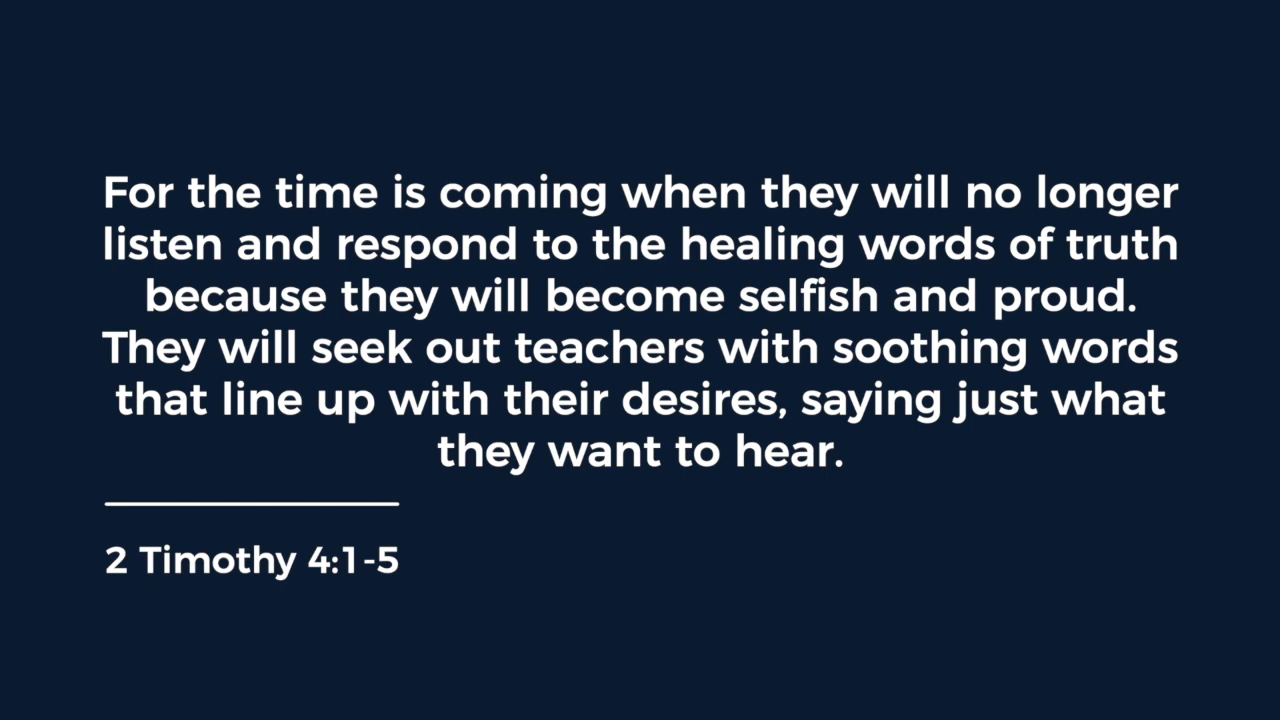 For the time is coming when they will no longer
listen and respond to the healing words of truth
because they will become selfish and proud.
They will seek out teachers with soothing words
that line up with their desires, saying just what
they want to hear.
2 Timothy 4:1-5